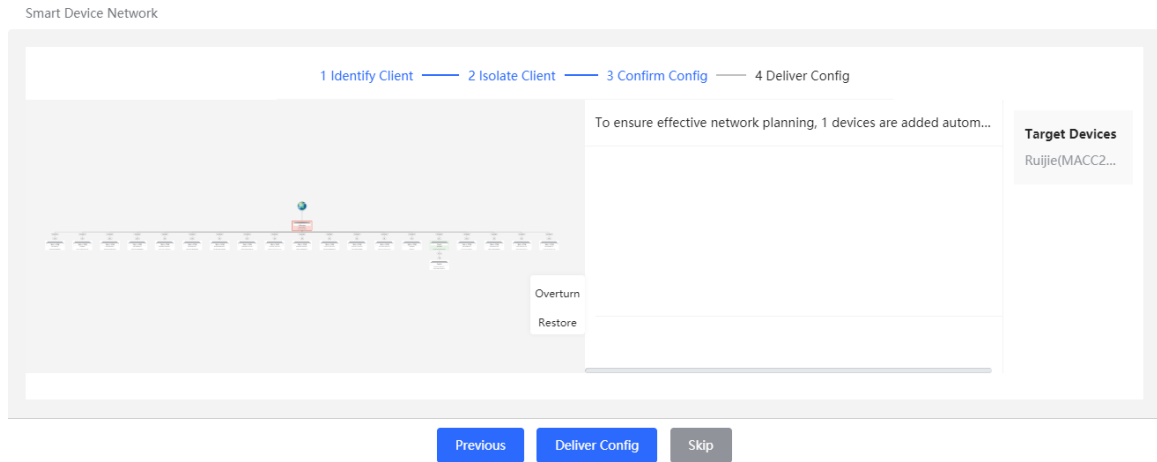 Smart Device Network
1 Identify Client 2 Isolate Client 3 Confirm Config 4 Deliver Config
To ensure effective network planning, 1 devices are added autom...
Target Devices
Ruijie(MACC2...
Overturn
Restore
Previous Deliver Config Skip